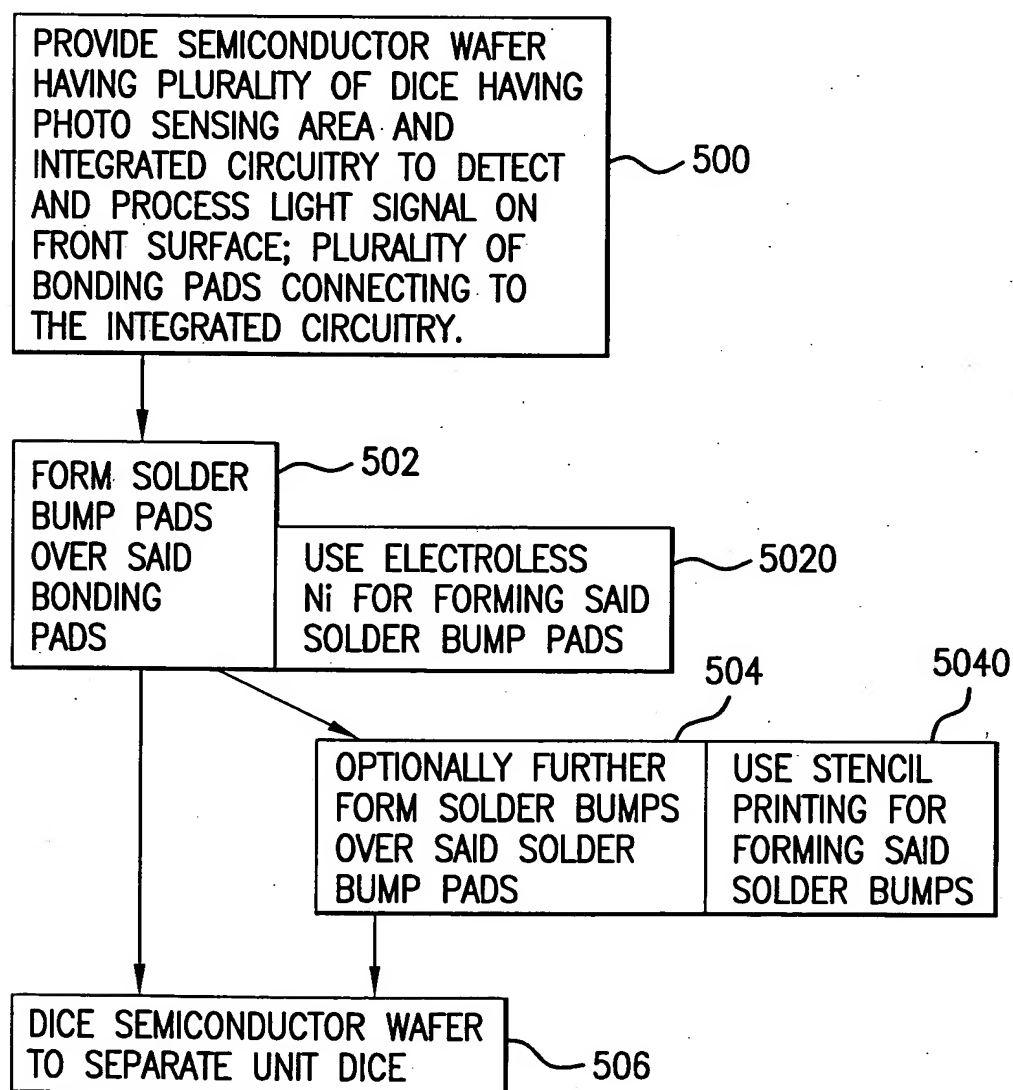 PROVIDE SEMICONDUCTOR WAFER
HAVING PLURALITY OF DICE HAVING
PHOTO SENSING AREA AND
INTEGRATED CIRCUITRY TO DETECT
AND PROCESS LIGHT SIGNAL ON
FRONT SURFACE; PLURALITY OF
BONDING PADS CONNECTING TO
THE INTEGRATED CIRCUITRY.
500
FORM SOLDER
BUMP PADS
OVER SAID
BONDING
PADS
502
USE ELECTROLESS
Ni FOR FORMING SAID
SOLDER BUMP PADS
5020
504
OPTIONALLY FURTHER
FORM SOLDER BUMPS
OVER SAID SOLDER
BUMP PADS
5040
USE STENCIL
PRINTING FOR
FORMING SAID
SOLDER BUMPS
DICE SEMICONDUCTOR WAFER
TO SEPARATE UNIT DICE
506